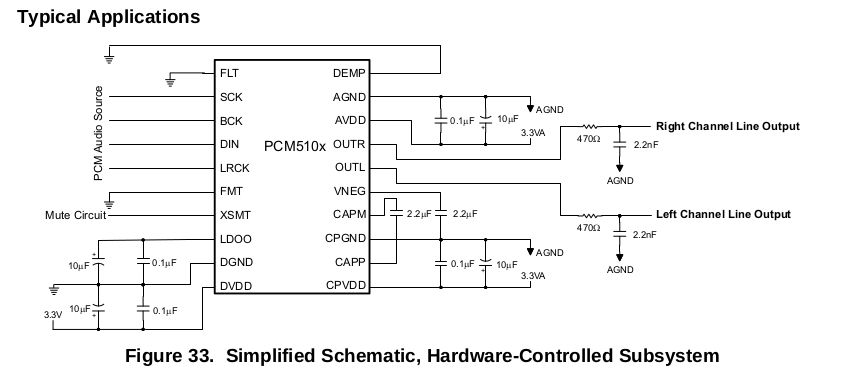 Typical Applications
FLT
DEMP
SCK
AGND
AGND
0.1µF
10µF
+
BCK
AVDD
3.3VA
Right Channel Line Output
PCM Audio Source
DIN
PCM510x
OUTR
470Ω
2.2nF
LRCK
OUTL
AGND
FMT
VNEG
Mute Circuit
XSMT
CAPM
2.2µF
2.2µF
Left Channel Line Output
470Ω
2.2nF
LDOO
CPGND
AGND
+
10µF
0.1µF
DGND
CAPP
0.1µF
10µF
+
AGND
3.3VA
DVDD
CPVDD
10µF
+
0.1µF
3.3V
Figure 33. Simplified Schematic, Hardware-Controlled Subsystem